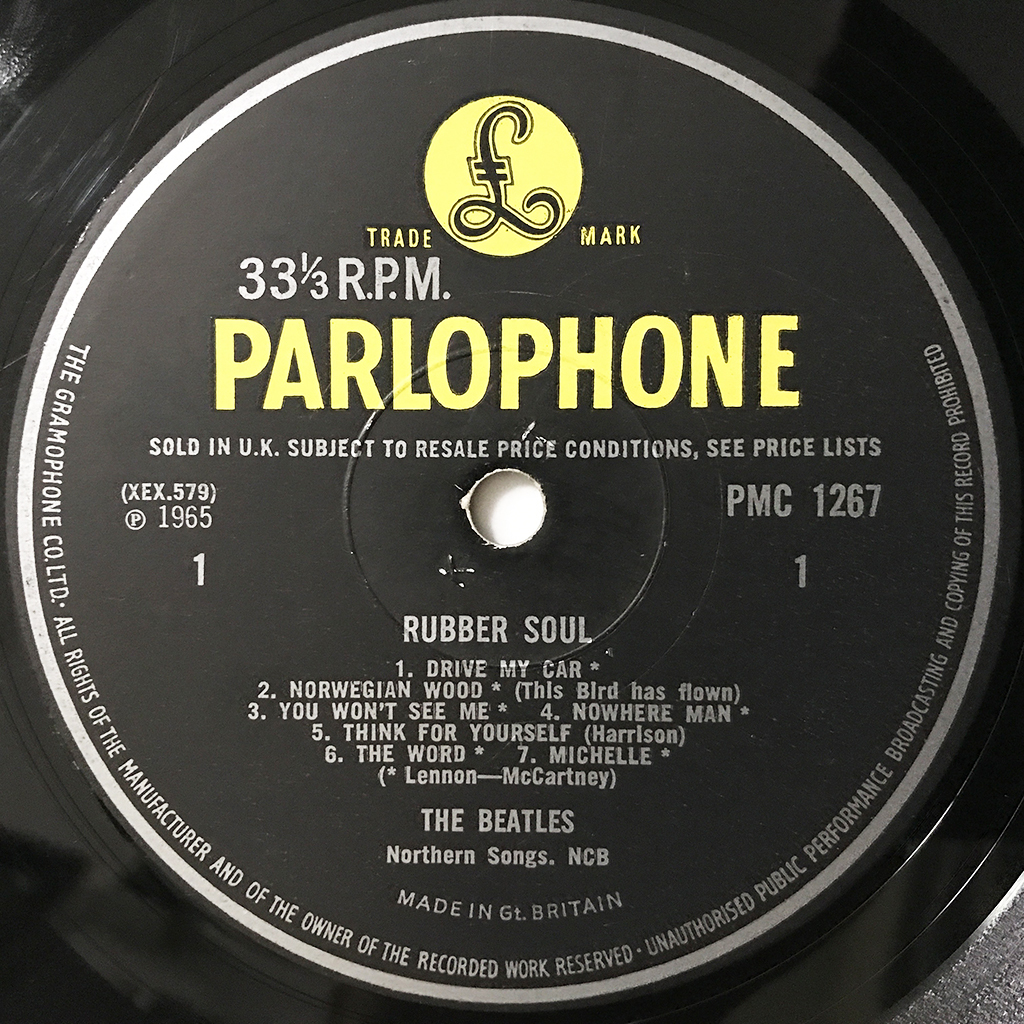 £
TRADE MARK
33⅓ R.P.M.
PARLOPHONE
SOLD IN U.K. SUBJECT TO RESALE PRICE CONDITIONS, SEE PRICE LISTS
(XEX.579)
℗ 1965
PMC 1267
1 1
RUBBER SOUL
1. DRIVE MY CAR *
2. NORWEGIAN WOOD * (This Bird has flown)
3. YOU WON'T SEE ME * 4. NOWHERE MAN *
5. THINK FOR YOURSELF (Harrison)
6. THE WORD * 7. MICHELLE *
(* Lennon—McCartney)
THE BEATLES
Northern Songs. NCB
MADE IN Gt. BRITAIN
THE GRAMOPHONE CO. LTD. · ALL RIGHTS OF THE MANUFACTURER AND OF THE OWNER OF THE RECORDED WORK RESERVED · UNAUTHORISED PUBLIC PERFORMANCE BROADCASTING AND COPYING OF THIS RECORD PROHIBITED